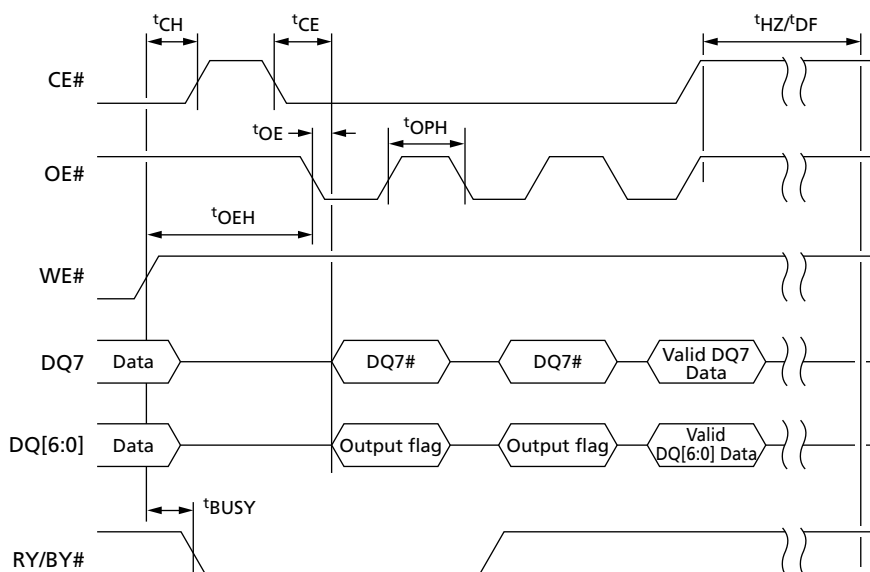 tCH
tCE
tHZ/tDF
CE#
tOE
tOPH
OE#
tOEH
WE#
DQ7
Data
DQ7#
DQ7#
Valid DQ7
Data
DQ[6:0]
Data
Output flag
Output flag
Valid
DQ[6:0] Data
tBUSY
RY/BY#